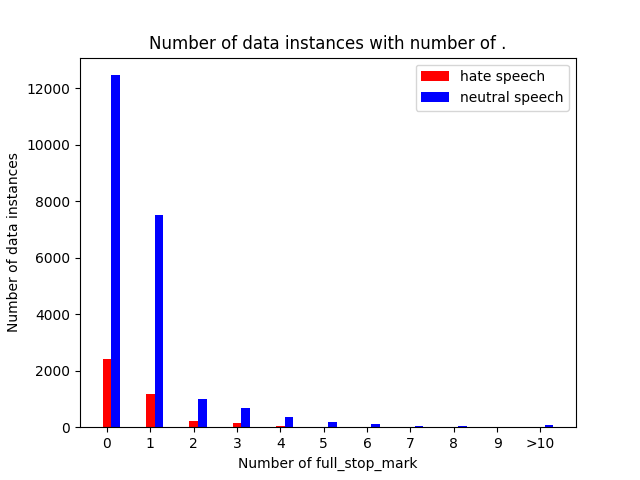 Number of data instances with number of .
hate speech
neutral speech
Number of data instances
12000
10000
8000
6000
4000
2000
0
0 1 2 3 4 5 6 7 8 9 >10
Number of full_stop_mark